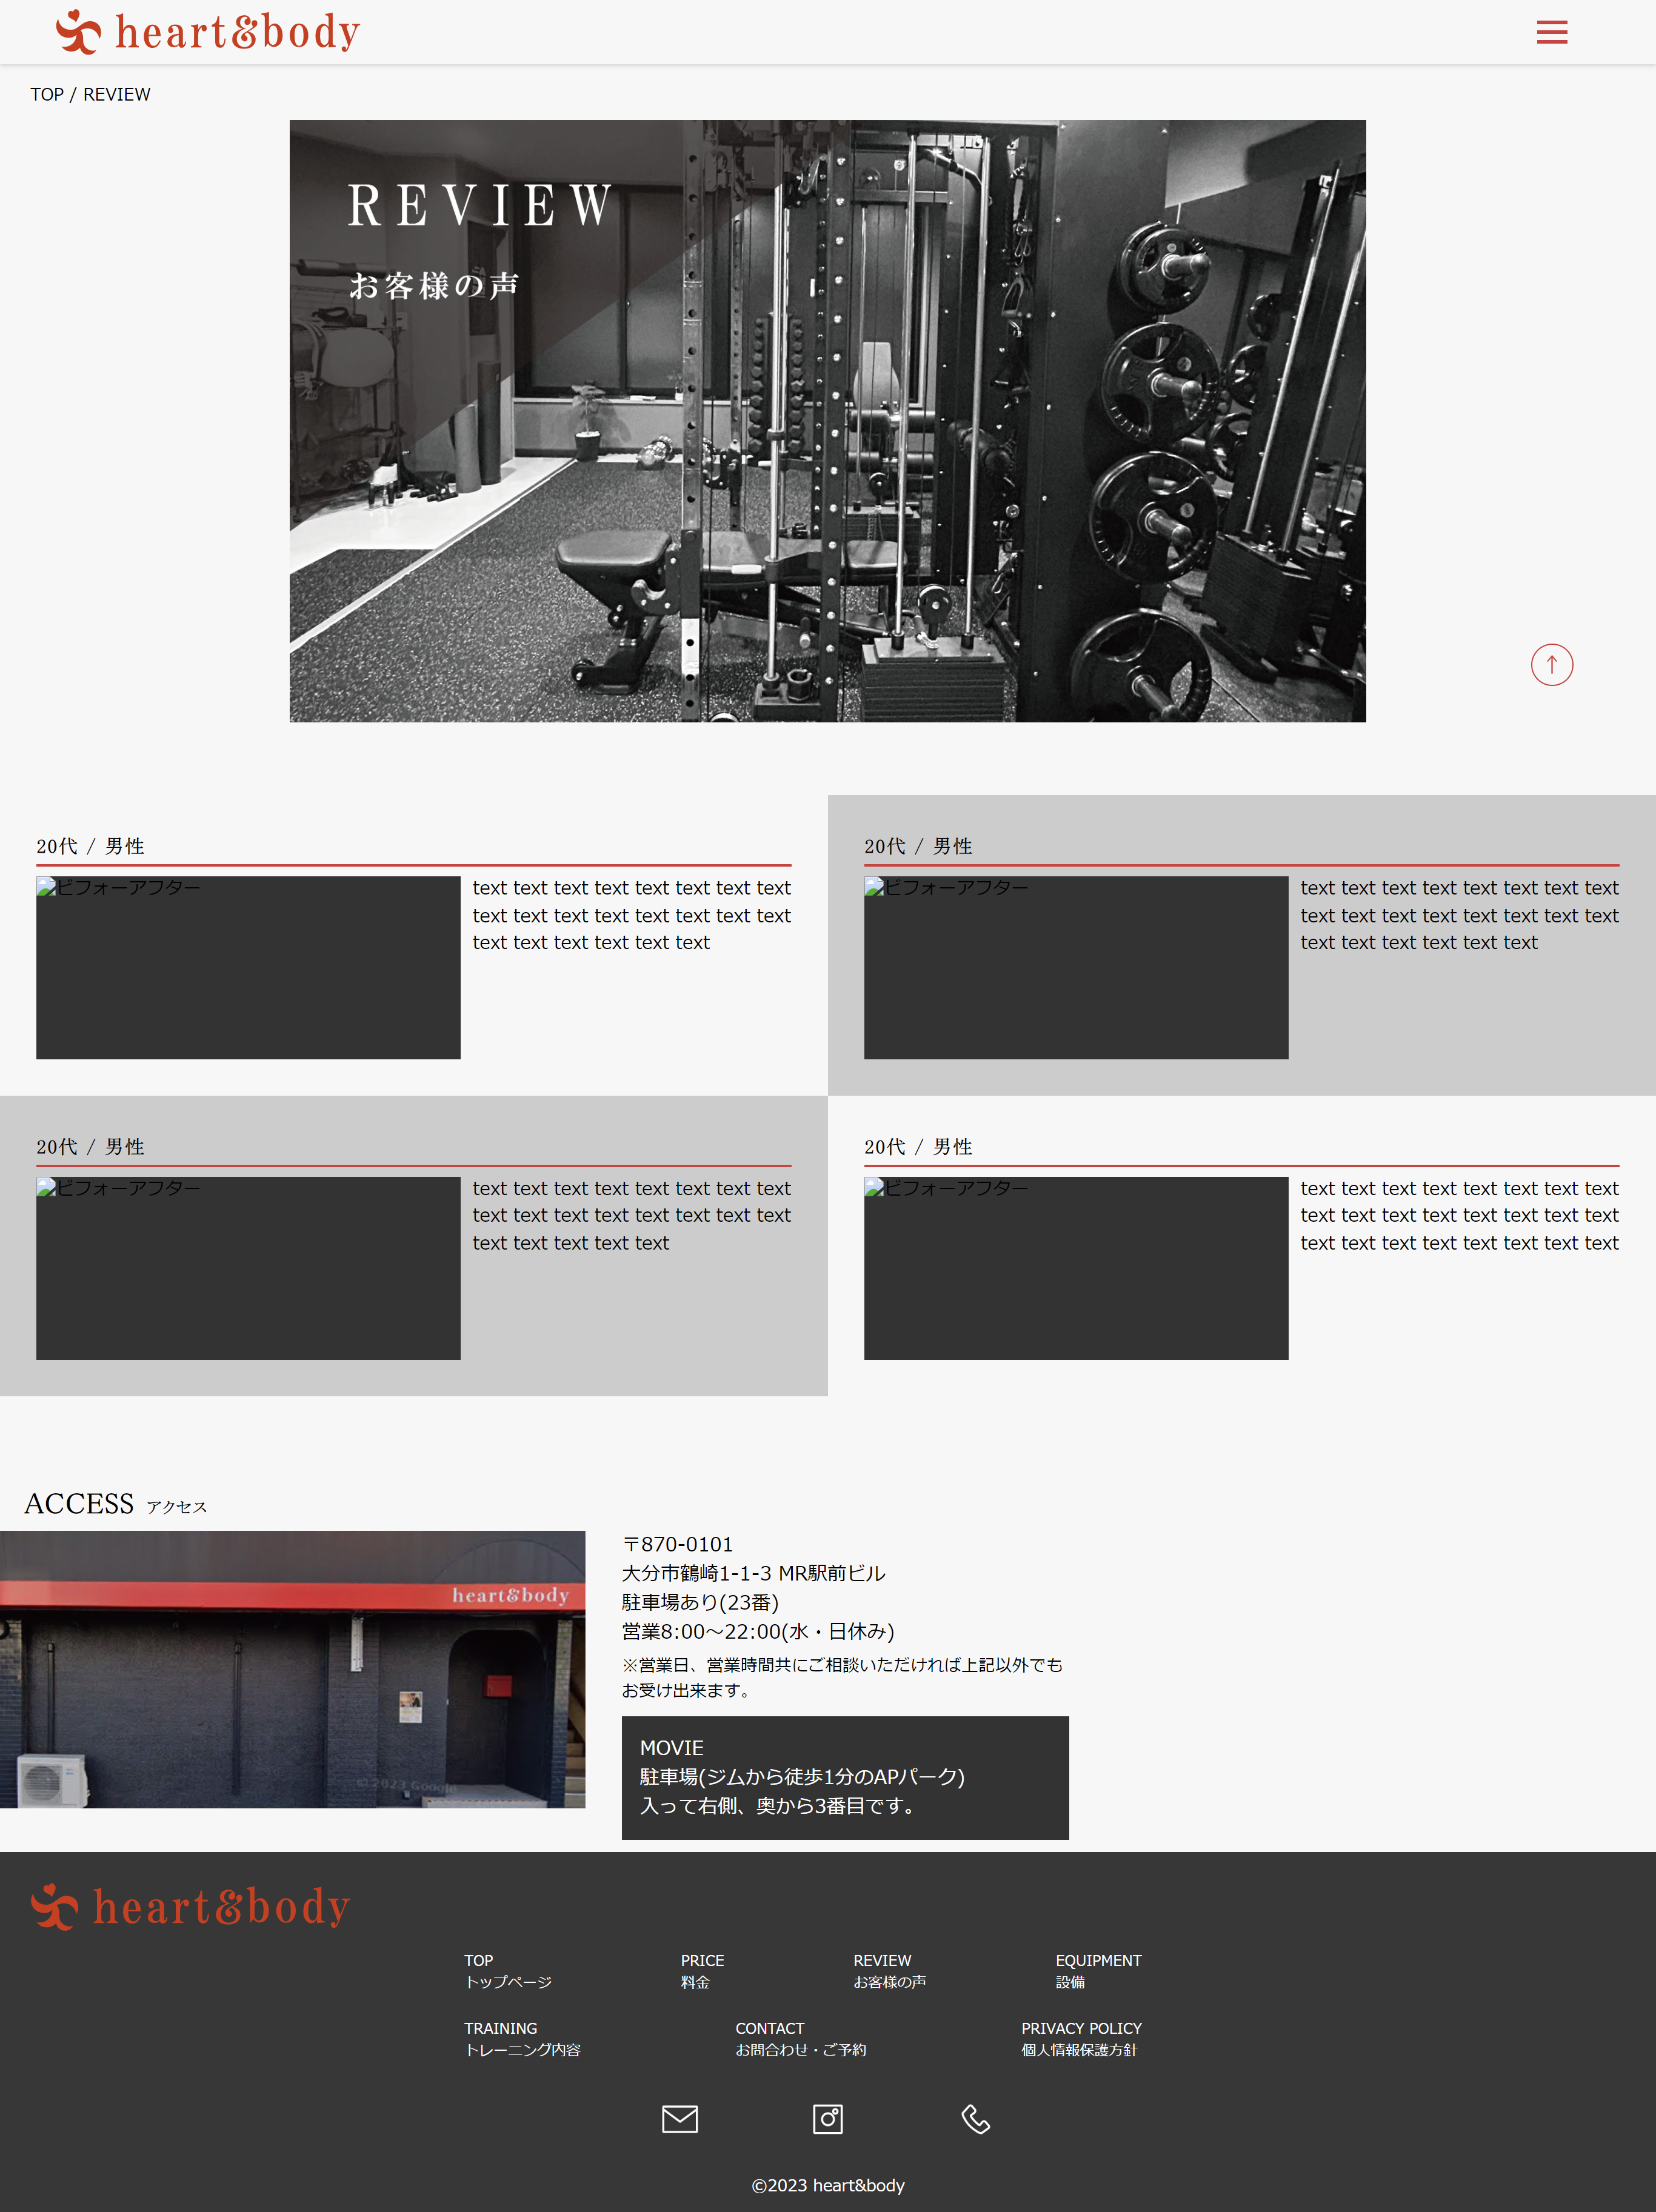 heart&body
TOP / REVIEW
REVIEW
お客様の声
20代 / 男性
ビフォーアフター
text text text text text text text text
text text text text text text text text
text text text text text text
20代 / 男性
ビフォーアフター
text text text text text text text text
text text text text text text text text
text text text text text text
20代 / 男性
ビフォーアフター
text text text text text text text text
text text text text text text text text
text text text text text
20代 / 男性
ビフォーアフター
text text text text text text text text
text text text text text text text text
text text text text text text text text
ACCESS アクセス
heart&body
© 2023 Google
〒870-0101
大分市鶴崎1-1-3 MR駅前ビル
駐車場あり(23番)
営業8:00〜22:00(水・日休み)
※営業日、営業時間共にご相談いただければ上記以外でも
お受け出来ます。
MOVIE
駐車場(ジムから徒歩1分のAPパーク)
入って右側、奥から3番目です。
heart&body
TOP
トップページ
PRICE
料金
REVIEW
お客様の声
EQUIPMENT
設備
TRAINING
トレーニング内容
CONTACT
お問合わせ・ご予約
PRIVACY POLICY
個人情報保護方針
©2023 heart&body